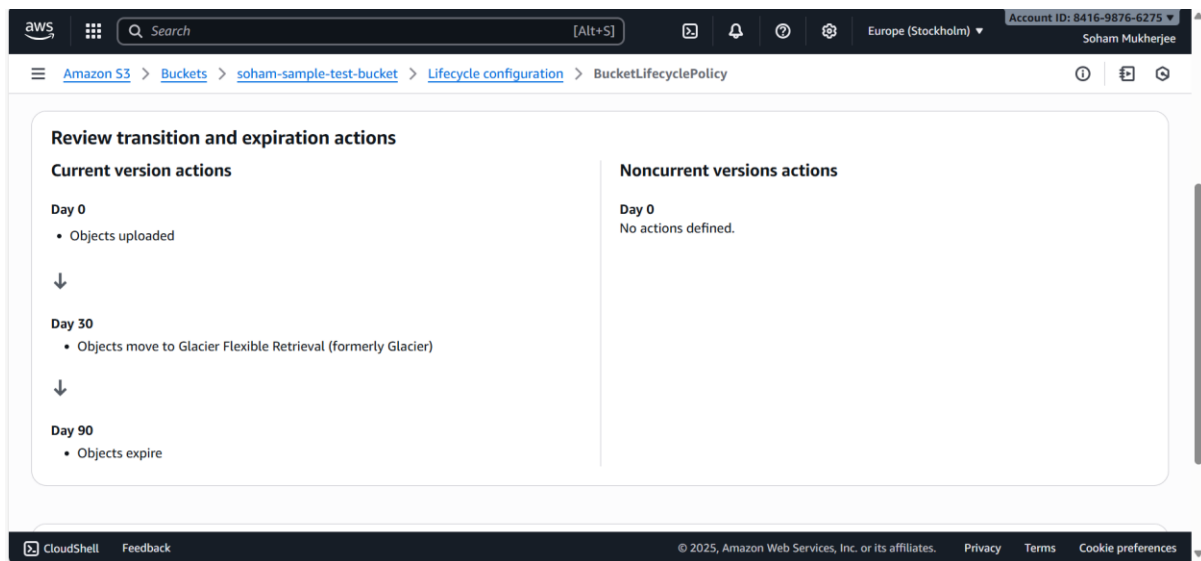 aws
Search [Alt+S]
Europe (Stockholm) ▼
Account ID: 8416-9876-6275 ▼
Soham Mukherjee
Amazon S3 > Buckets > soham-sample-test-bucket > Lifecycle configuration > BucketLifecyclePolicy
Review transition and expiration actions
Current version actions
Day 0
• Objects uploaded
Day 30
• Objects move to Glacier Flexible Retrieval (formerly Glacier)
Day 90
• Objects expire
Noncurrent versions actions
Day 0
No actions defined.
CloudShell Feedback © 2025, Amazon Web Services, Inc. or its affiliates. Privacy Terms Cookie preferences